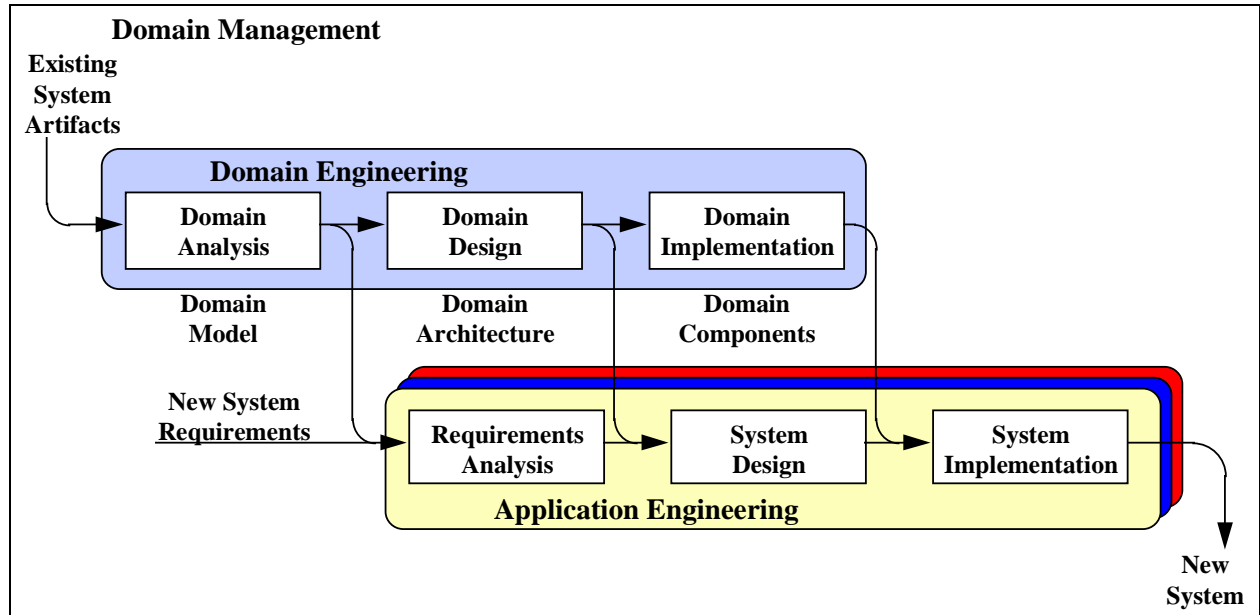 Domain Management
Existing
System
Artifacts
Domain Engineering
Domain
Analysis
Domain
Design
Domain
Implementation
Domain
Model
Domain
Architecture
Domain
Components
New System
Requirements
Requirements
Analysis
System
Design
System
Implementation
Application Engineering
New
System